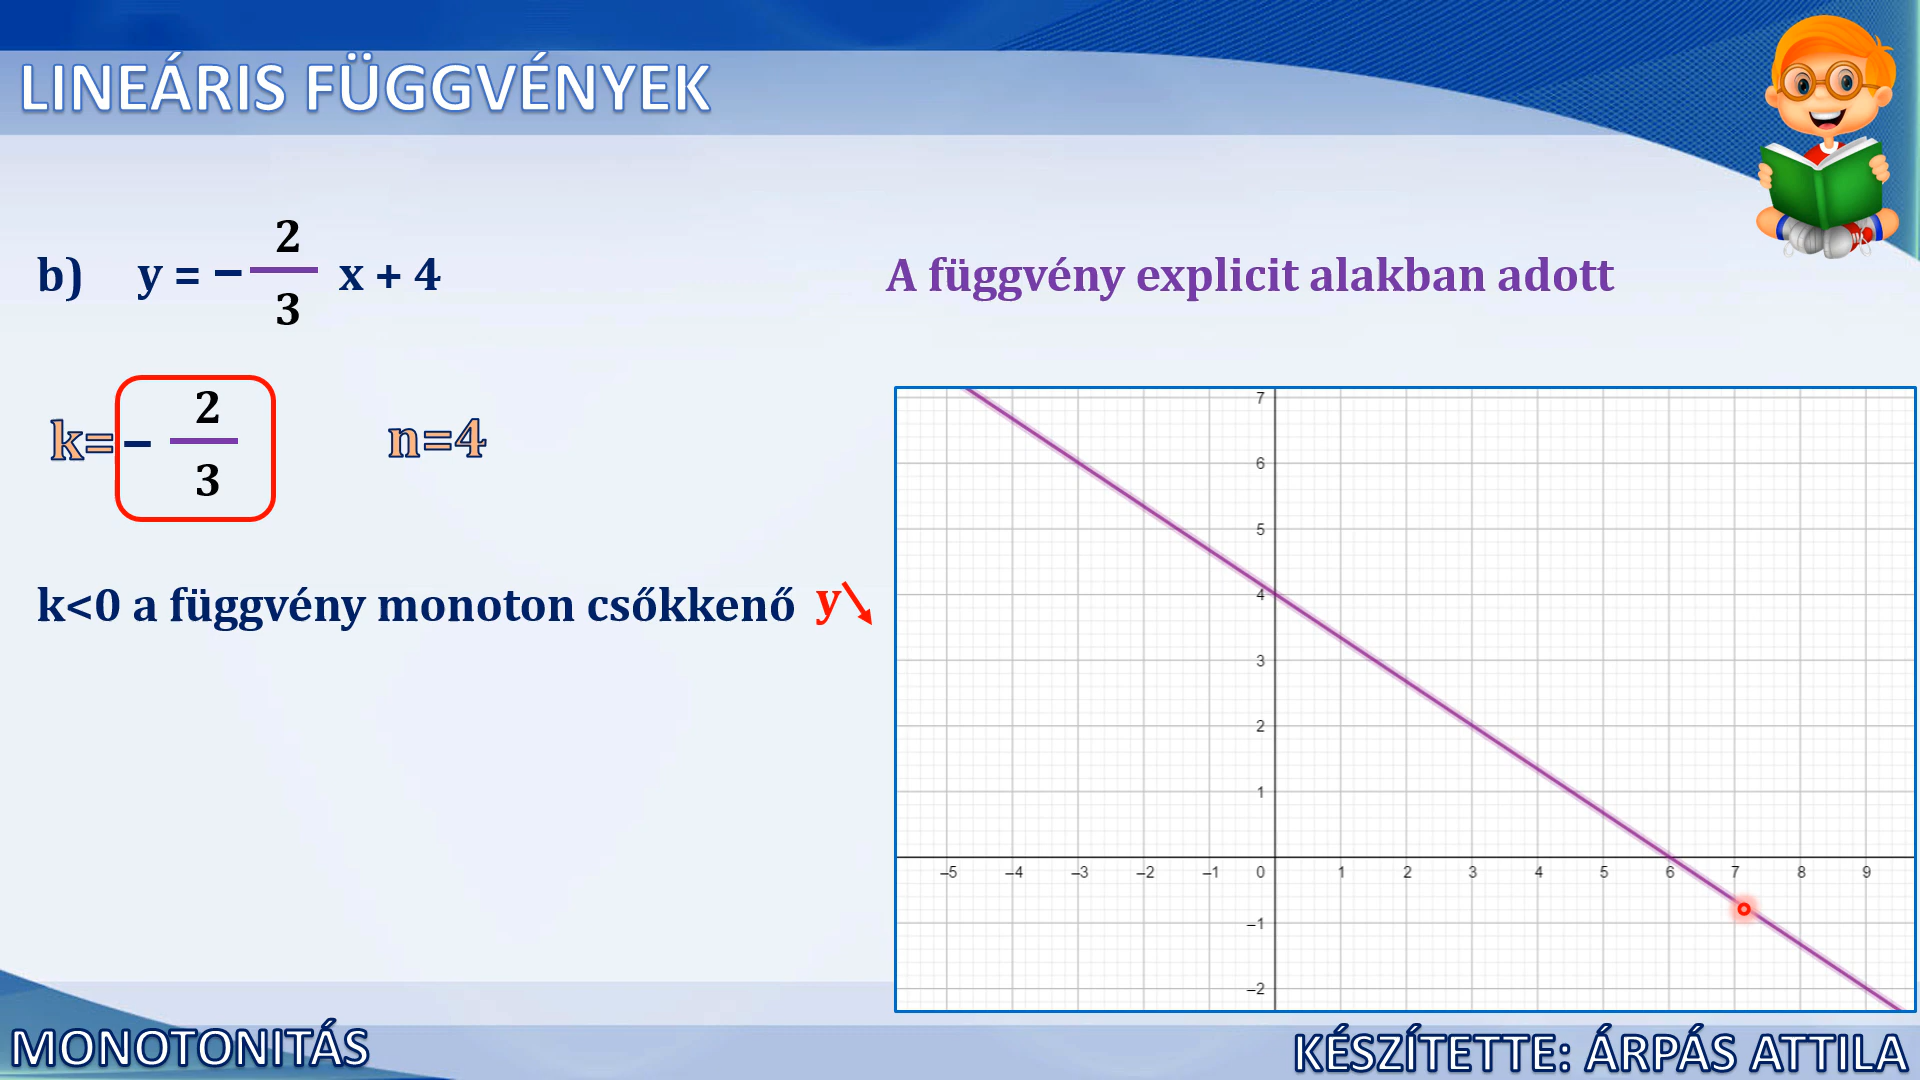 LINEÁRIS FÜGGVÉNYEK
b) y = − 2/3 x + 4
A függvény explicit alakban adott
k= − 2/3 n=4
k<0 a függvény monoton csőkkenő y
7
6
5
4
3
2
1
–5 –4 –3 –2 –1 0 1 2 3 4 5 6 7 8 9
–1
–2
MONOTONITÁS
KÉSZÍTETTE: ÁRPÁS ATTILA